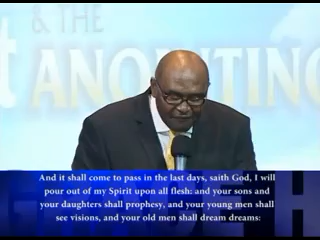 & THE
ANOINTING
And it shall come to pass in the last days, saith God, I will
pour out of my Spirit upon all flesh: and your sons and
your daughters shall prophesy, and your young men shall
see visions, and your old men shall dream dreams: